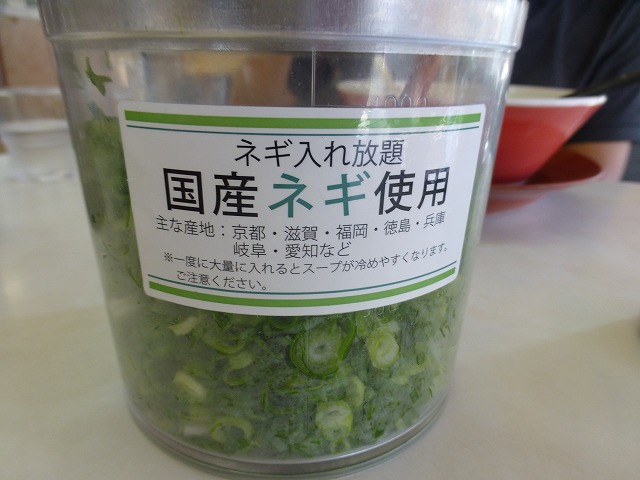 ネギ入れ放題
国産ネギ使用
主な産地：京都・滋賀・福岡・徳島・兵庫
岐阜・愛知など
※一度に大量に入れるとスープが冷めやすくなります。
ご注意ください。